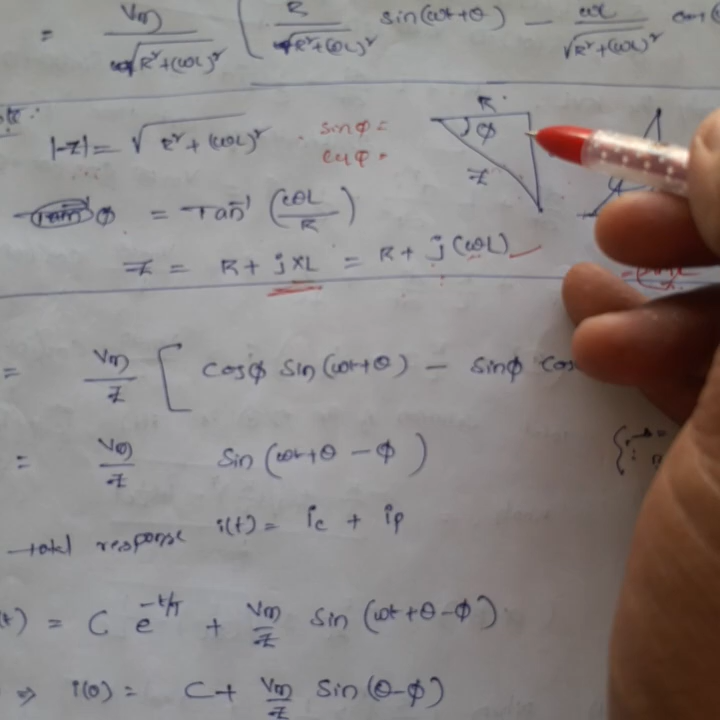 = Vm / √R²+(ωL)² [ R / √R²+(ωL)² sin(ωt+θ) − ωL / √R²+(ωL)² cos(
|Z| = √ R² + (ωL)²
sinφ =
cosφ =
R
φ
Z
φ = Tan⁻¹ (ωL/R)
Z = R + jXL = R + j(ωL)
= Vm/Z [ cosφ sin(ωt+θ) − sinφ cos
= Vm/Z sin(ωt+θ−φ)
total response i(t) = ic + ip
(t) = C e^-t/τ + Vm/Z sin(ωt+θ−φ)
⇒ i(0) = C + Vm/Z sin(θ−φ)